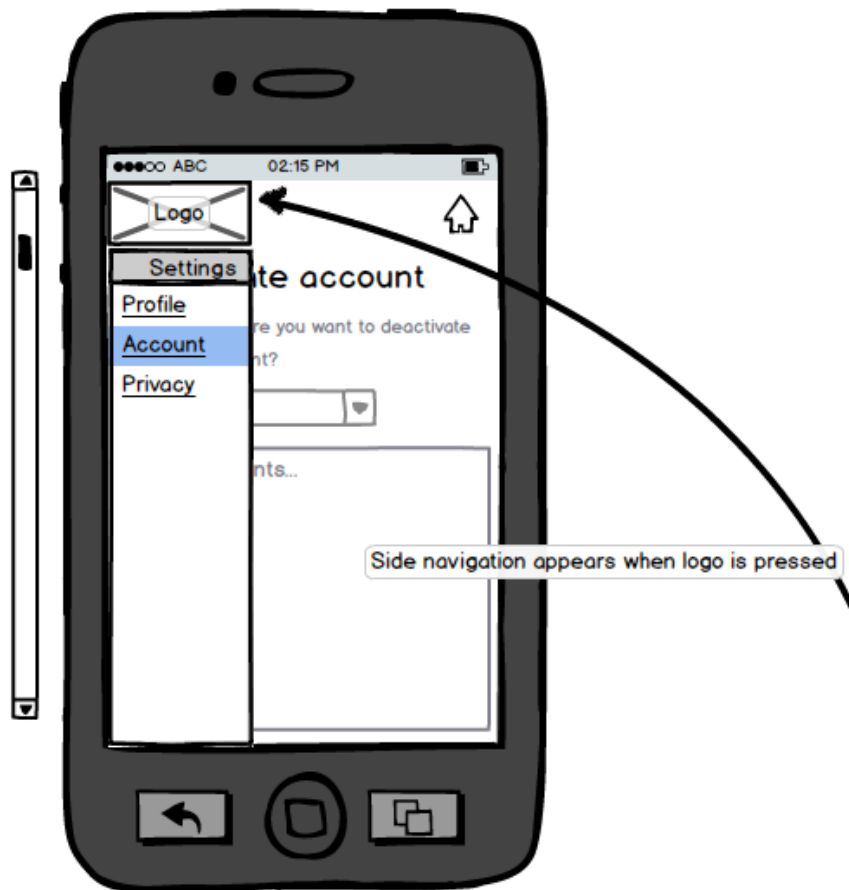 ABC 02:15 PM
Logo
Settings
te account
Profile
re you want to deactivate
Account
nt?
Privacy
nts...
Side navigation appears when logo is pressed